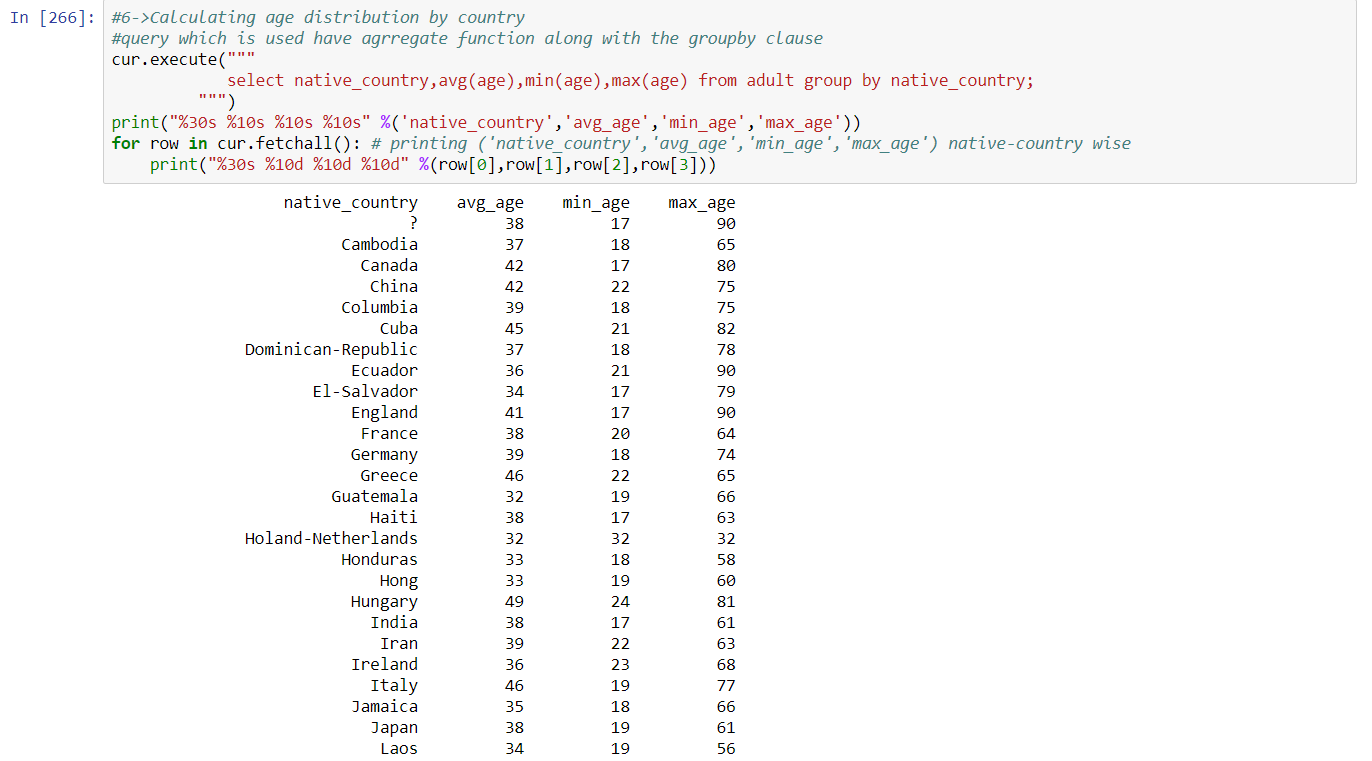 In [266]: #6->Calculating age distribution by country
#query which is used have agrregate function along with the groupby clause
cur.execute("""
            select native_country,avg(age),min(age),max(age) from adult group by native_country;
         """)
print("%30s %10s %10s %10s" %('native_country','avg_age','min_age','max_age'))
for row in cur.fetchall(): # printing ('native_country','avg_age','min_age','max_age') native-country wise
    print("%30s %10d %10d %10d" %(row[0],row[1],row[2],row[3]))
native_country avg_age min_age max_age
? 38 17 90
Cambodia 37 18 65
Canada 42 17 80
China 42 22 75
Columbia 39 18 75
Cuba 45 21 82
Dominican-Republic 37 18 78
Ecuador 36 21 90
El-Salvador 34 17 79
England 41 17 90
France 38 20 64
Germany 39 18 74
Greece 46 22 65
Guatemala 32 19 66
Haiti 38 17 63
Holand-Netherlands 32 32 32
Honduras 33 18 58
Hong 33 19 60
Hungary 49 24 81
India 38 17 61
Iran 39 22 63
Ireland 36 23 68
Italy 46 19 77
Jamaica 35 18 66
Japan 38 19 61
Laos 34 19 56